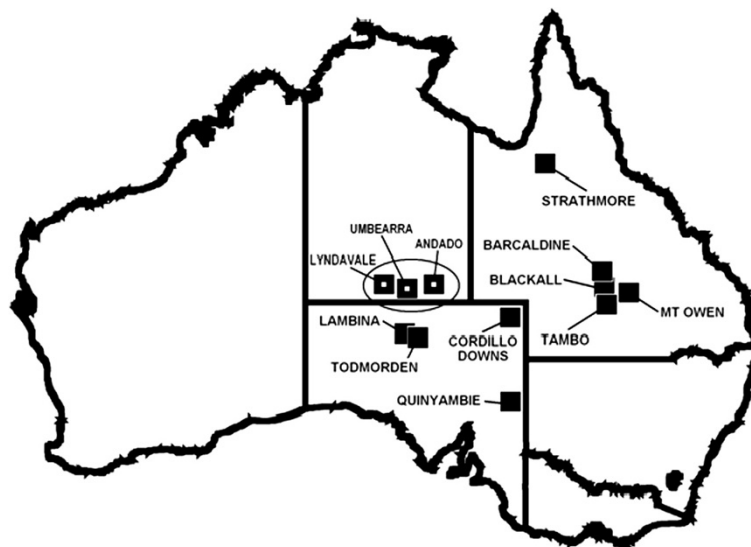 STRATHMORE
UMBEARRA
ANDADO
BARCALDINE
LYNDAVALE
BLACKALL
MT OWEN
LAMBINA
CORDILLO
DOWNS
TAMBO
TODMORDEN
QUINYAMBIE